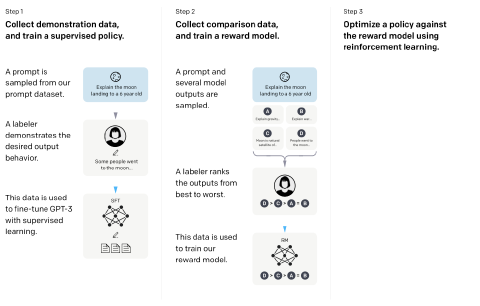 Step 1
Collect demonstration data,
and train a supervised policy.
A prompt is
sampled from our
prompt dataset.
Explain the moon
landing to a 6 year old
A labeler
demonstrates the
desired output
behavior.
Some people went
to the moon...
This data is used
to fine-tune GPT-3
with supervised
learning.
SFT
Step 2
Collect comparison data,
and train a reward model.
A prompt and
several model
outputs are
sampled.
Explain the moon
landing to a 6 year old
A
Explain gravity...
B
Explain war...
C
Moon is natural
satellite of...
D
People went to
the moon...
A labeler ranks
the outputs from
best to worst.
D > C > A = B
This data is used
to train our
reward model.
RM
D > C > A = B
Step 3
Optimize a policy against
the reward model using
reinforcement learning.